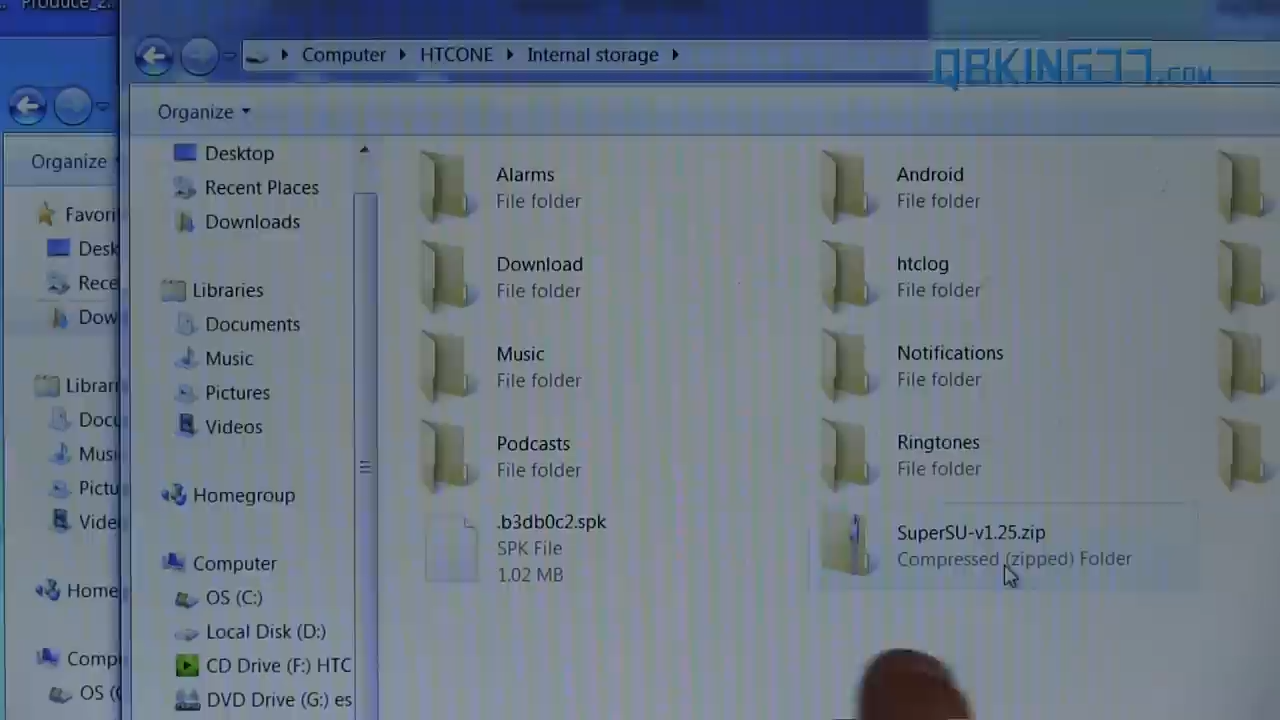 Computer HTCONE Internal storage
QBKING77.COM
Organize
Desktop
Recent Places
Downloads
Libraries
Documents
Music
Pictures
Videos
Homegroup
Computer
OS (C:)
Local Disk (D:)
CD Drive (F:) HTC
DVD Drive (G:) es
Alarms
File folder
Android
File folder
Download
File folder
htclog
File folder
Music
File folder
Notifications
File folder
Podcasts
File folder
Ringtones
File folder
.b3db0c2.spk
SPK File
1.02 MB
SuperSU-v1.25.zip
Compressed (zipped) Folder
Organize
Favori
Desk
Rece
Dow
Librar
Docu
Musi
Pictu
Vide
Home
Comp
OS (